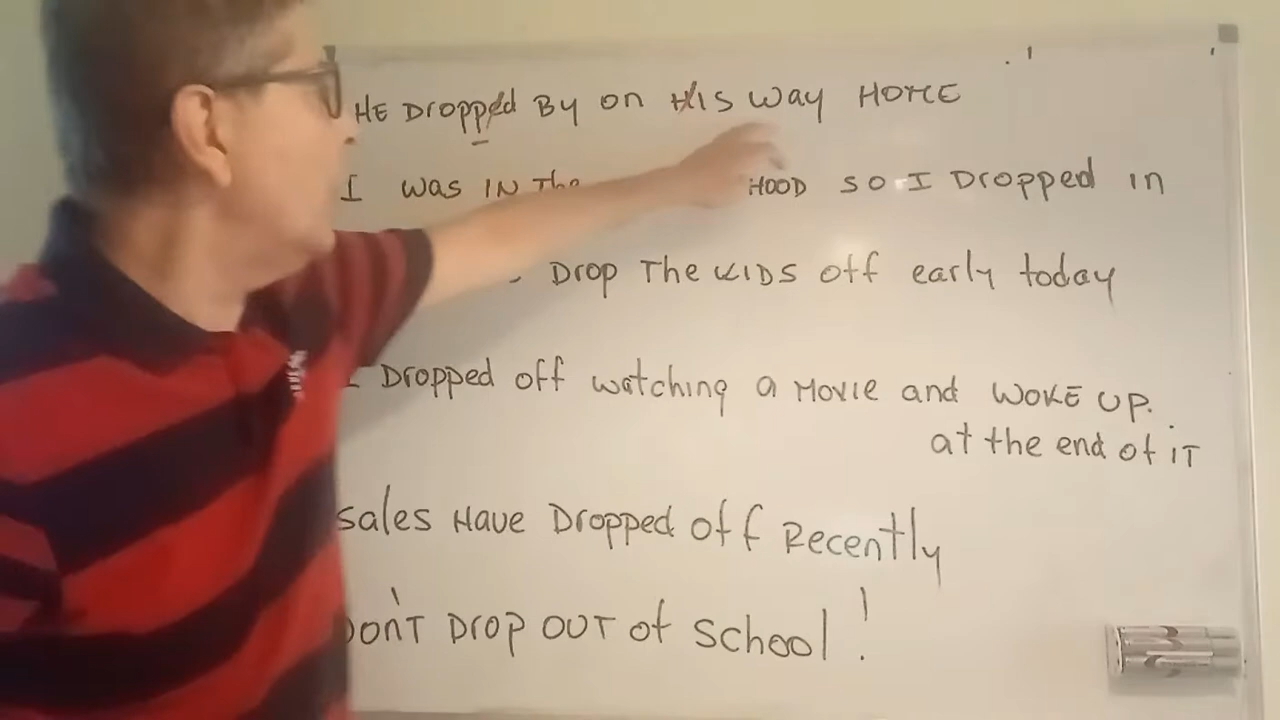 HE Dropped By on HIS way HOME
I was IN The HOOD so I Dropped in
Drop The KIDS off early today
I Dropped off watching a Movie and WOKE UP.
at the end of iT
sales Have Dropped off Recently
Don't Drop OUT of school!